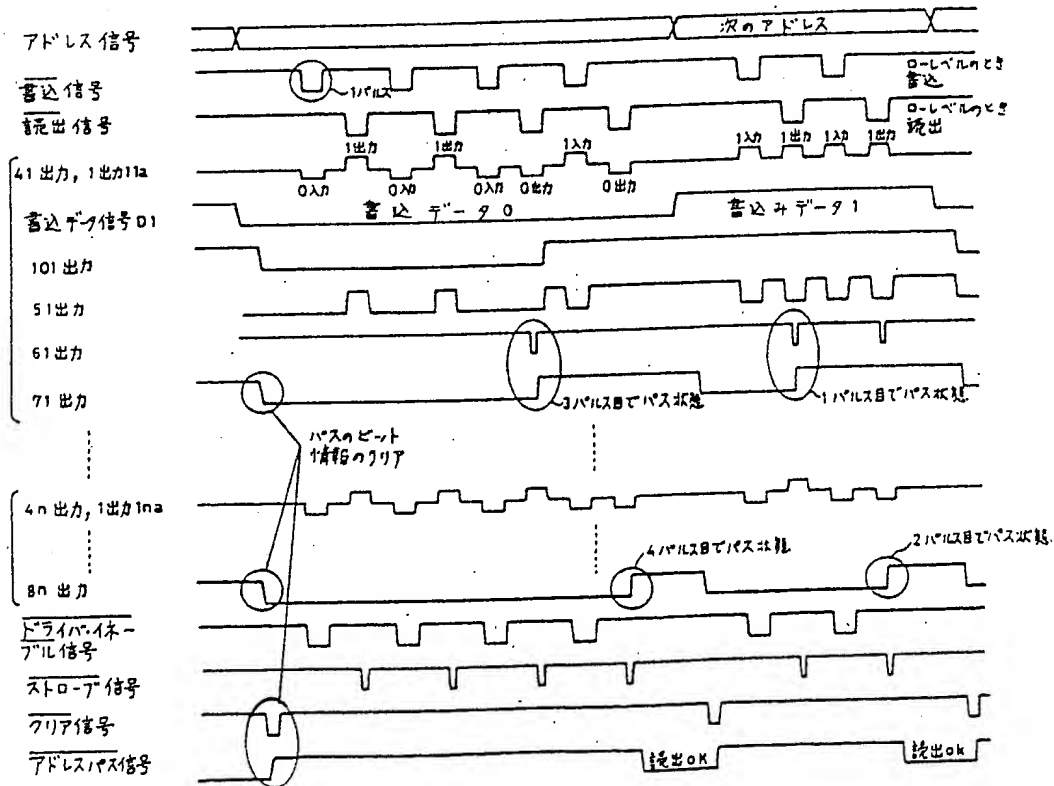 アドレス信号
次のアドレス
書込信号
1パルス
ローレベルのとき
書込
読出信号
ローレベルのとき
読出
1出力
1出力
1入力
1入力
1出力
1入力
1出力
41出力, 1出力11a
0入力
0入力
0入力
0出力
0出力
書込データ信号D1
書込データ0
書込みデータ1
101出力
51出力
61出力
71出力
3パルス目でパス状態
1パルス目でパス状態
パスのビット
情報のクリア
4n出力, 1出力1na
4パルス目でパス状態
2パルス目でパス状態
8n出力
ドライバ・イネー
ブル信号
ストローブ信号
クリア信号
アドレスパス信号
読出OK
読出OK